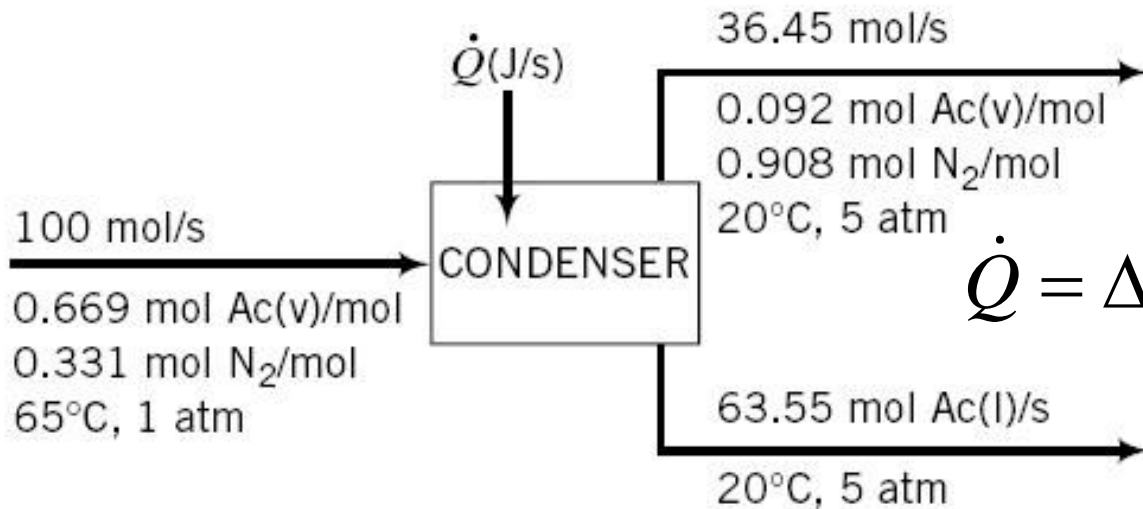 Q̇(J/s)
100 mol/s
0.669 mol Ac(v)/mol
0.331 mol N₂/mol
65°C, 1 atm
CONDENSER
36.45 mol/s
0.092 mol Ac(v)/mol
0.908 mol N₂/mol
20°C, 5 atm
Q̇ = Δ
63.55 mol Ac(l)/s
20°C, 5 atm